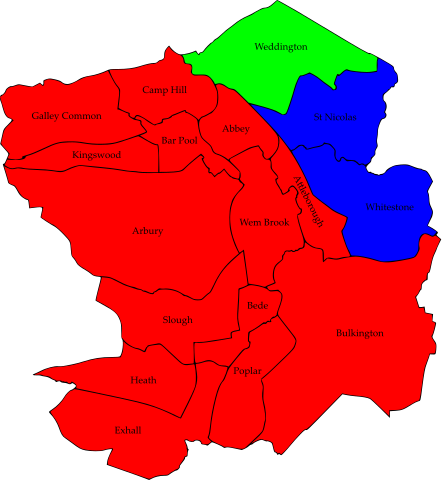 Weddington
Camp Hill
Galley Common
St Nicolas
Abbey
Bar Pool
Kingswood
Attleborough
Whitestone
Wem Brook
Arbury
Bede
Slough
Bulkington
Poplar
Heath
Exhall